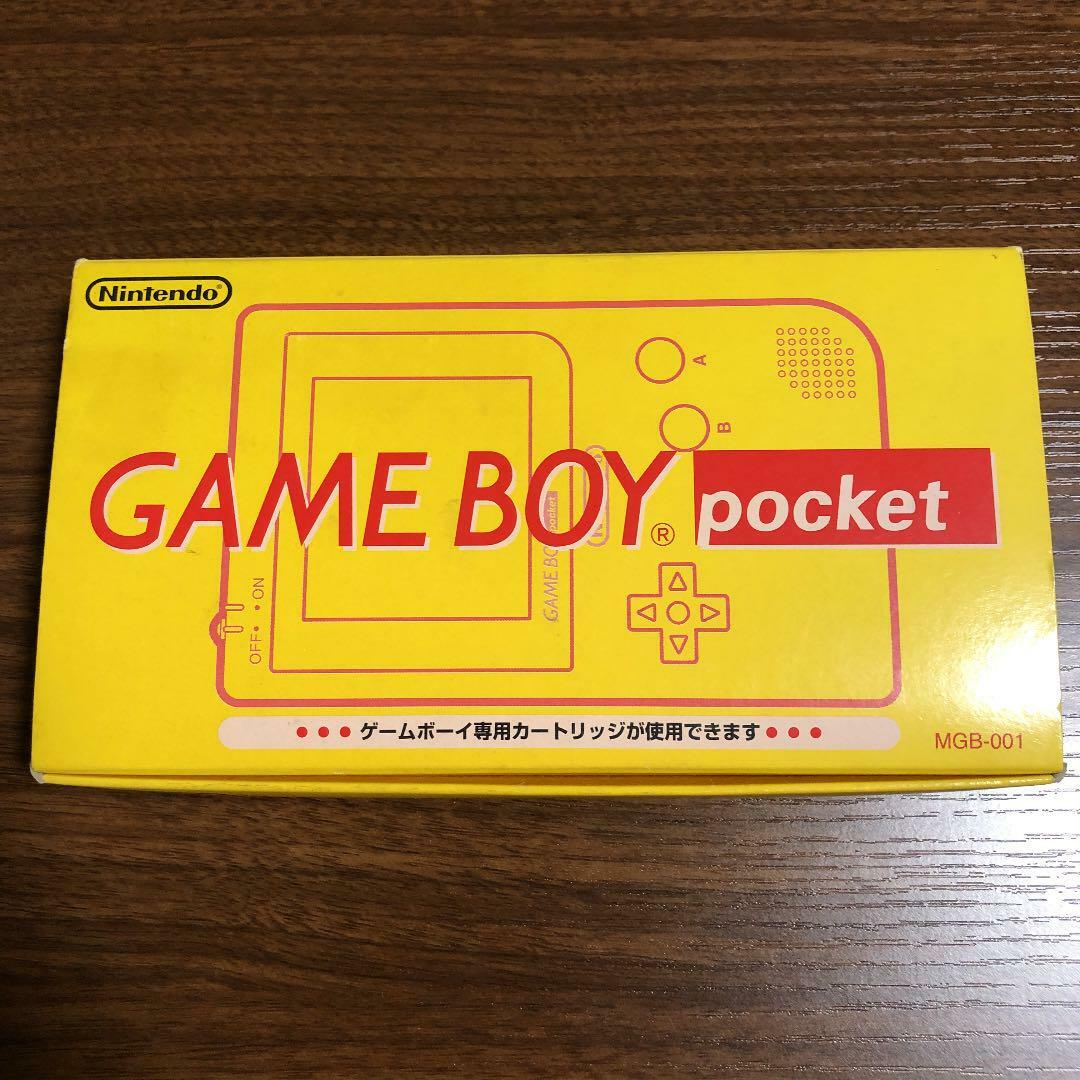 Nintendo®
A
B
GAME BOY® pocket
GAME BOY pocket
OFF• •ON
●●●ゲームボーイ専用カートリッジが使用できます●●●
MGB-001